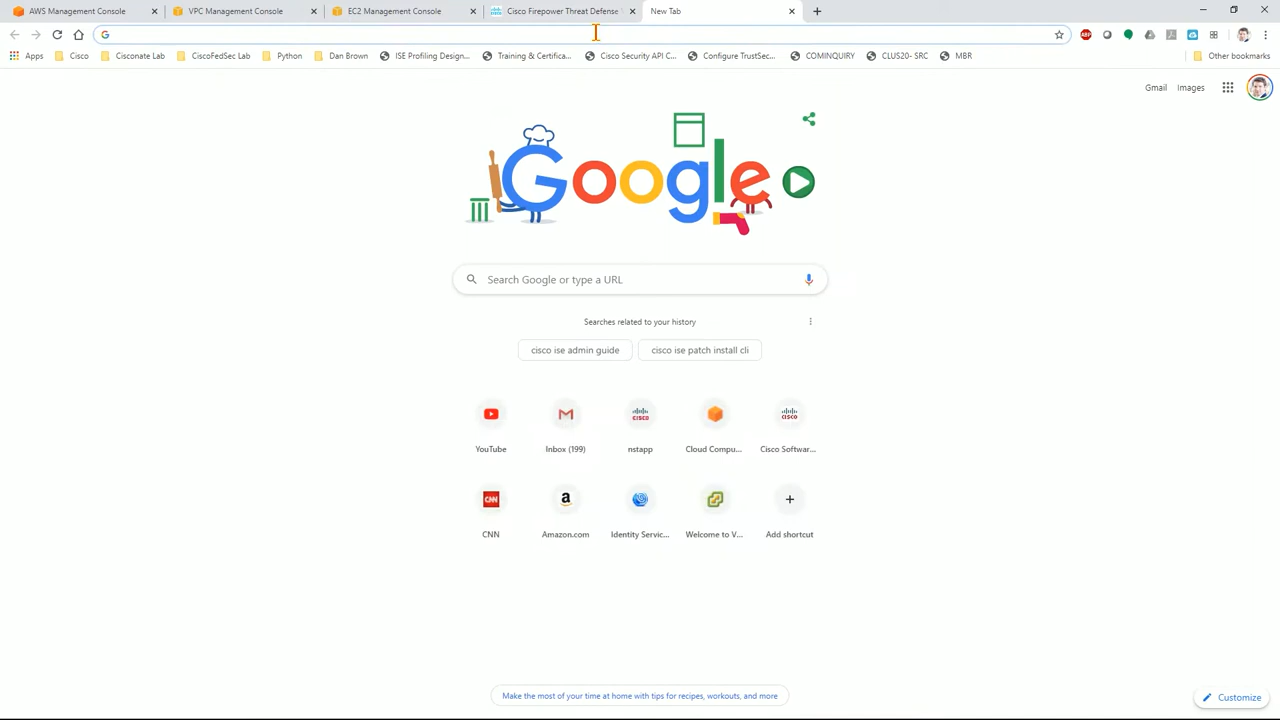 AWS Management Console
VPC Management Console
EC2 Management Console
Cisco Firepower Threat Defense
New Tab
Apps
Cisco
Cisconate Lab
CiscoFedSec Lab
Python
Dan Brown
ISE Profiling Design...
Training & Certifica...
Cisco Security API C...
Configure TrustSec...
COMINQUIRY
CLUS20- SRC
MBR
Other bookmarks
Gmail
Images
Google
Search Google or type a URL
Searches related to your history
cisco ise admin guide
cisco ise patch install cli
YouTube
Inbox (199)
nstapp
Cloud Compu...
Cisco Softwar...
CNN
Amazon.com
Identity Servic...
Welcome to V...
Add shortcut
Make the most of your time at home with tips for recipes, workouts, and more
Customize